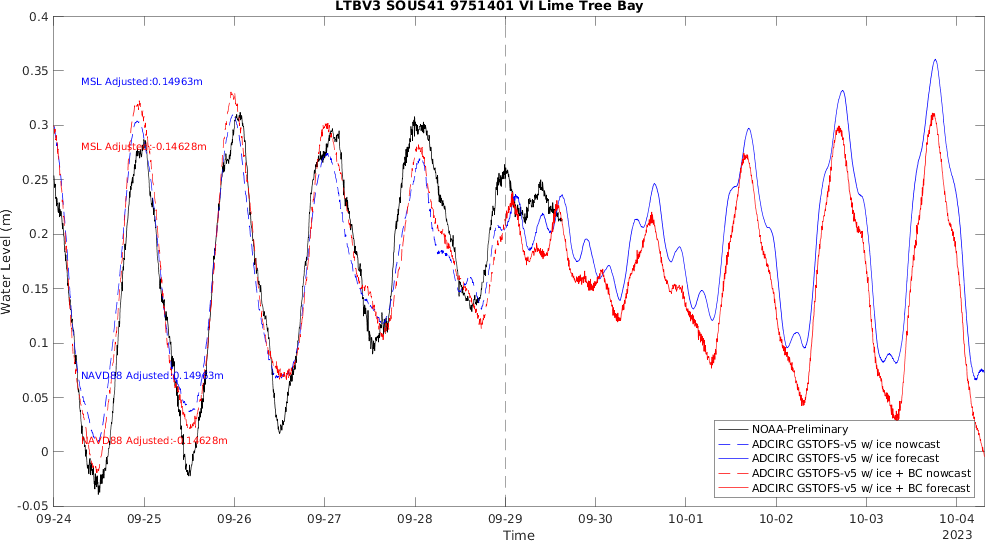 LTBV3 SOUS41 9751401 VI Lime Tree Bay
0.4
0.35
0.3
0.25
0.2
0.15
0.1
0.05
0
-0.05
Water Level (m)
MSL Adjusted:0.14963m
MSL Adjusted:-0.14628m
NAVD88 Adjusted:0.14963m
NAVD88 Adjusted:-0.14628m
NOAA-Preliminary
ADCIRC GSTOFS-v5 w/ ice nowcast
ADCIRC GSTOFS-v5 w/ ice forecast
ADCIRC GSTOFS-v5 w/ ice + BC nowcast
ADCIRC GSTOFS-v5 w/ ice + BC forecast
09-24 09-25 09-26 09-27 09-28 09-29 09-30 10-01 10-02 10-03 10-04
2023
Time